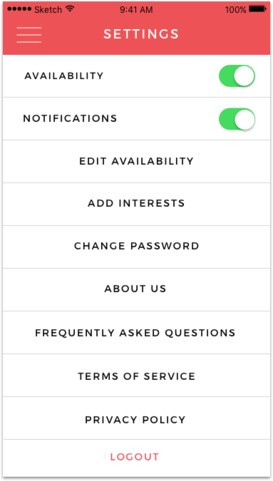 Sketch 9:41 AM 100%
SETTINGS
AVAILABILITY
NOTIFICATIONS
EDIT AVAILABILITY
ADD INTERESTS
CHANGE PASSWORD
ABOUT US
FREQUENTLY ASKED QUESTIONS
TERMS OF SERVICE
PRIVACY POLICY
LOGOUT